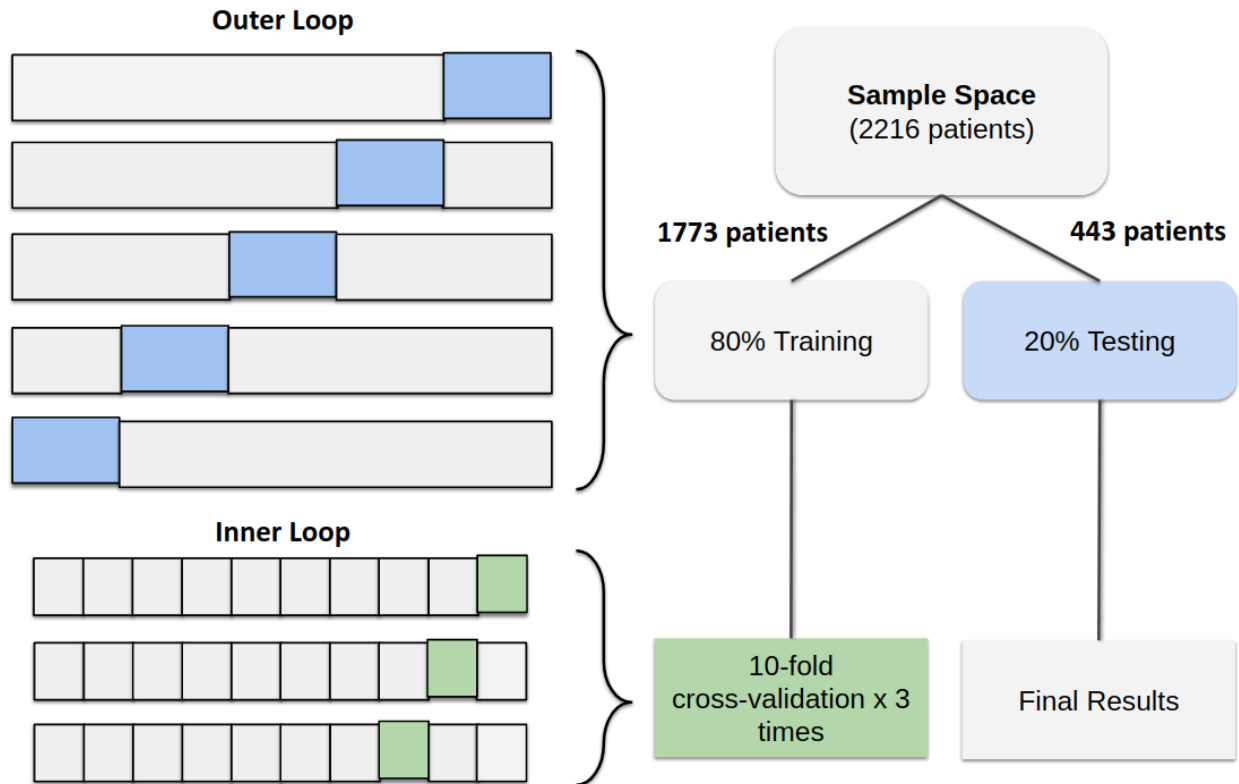 Outer Loop
Sample Space
(2216 patients)
1773 patients
443 patients
80% Training
20% Testing
Inner Loop
10-fold
cross-validation x 3
times
Final Results